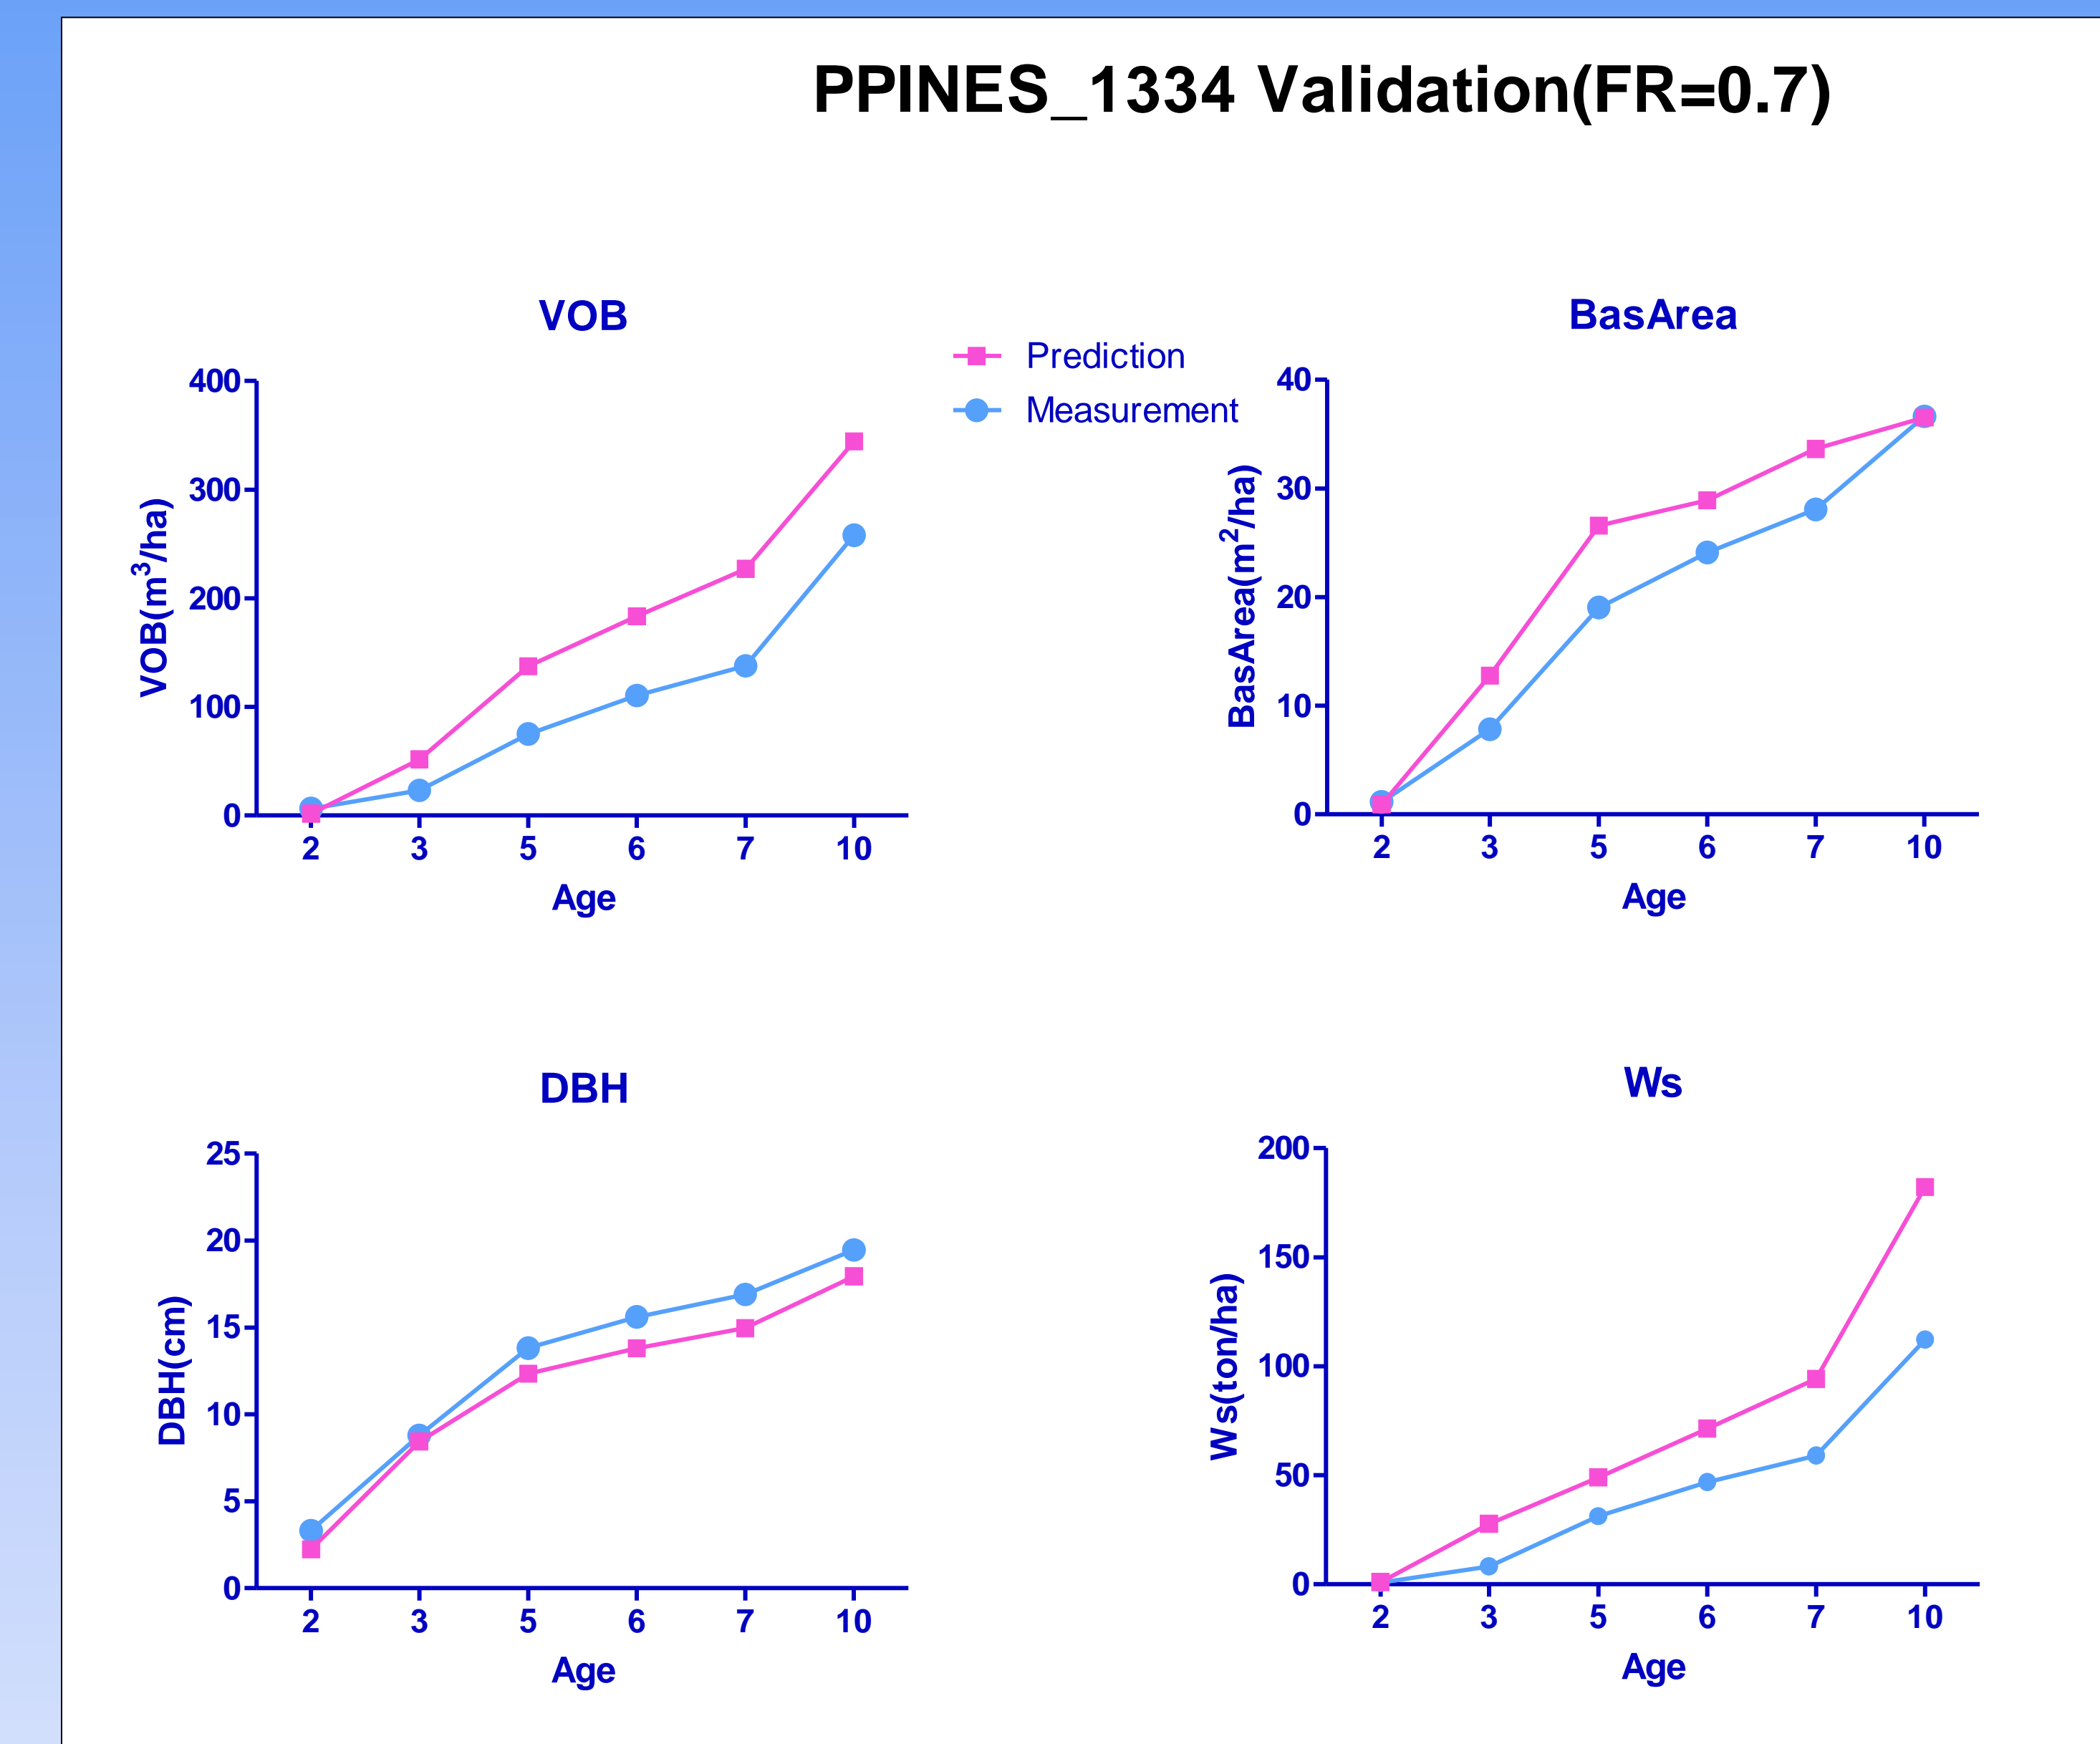 PPINES_1334 Validation(FR=0.7)
VOB
Prediction
Measurement
400
300
200
100
0
VOB(m³/ha)
2 3 5 6 7 10
Age
BasArea
40
30
20
10
0
BasArea(m²/ha)
2 3 5 6 7 10
Age
DBH
25
20
15
10
5
0
DBH(cm)
2 3 5 6 7 10
Age
Ws
200
150
100
50
0
Ws(ton/ha)
2 3 5 6 7 10
Age